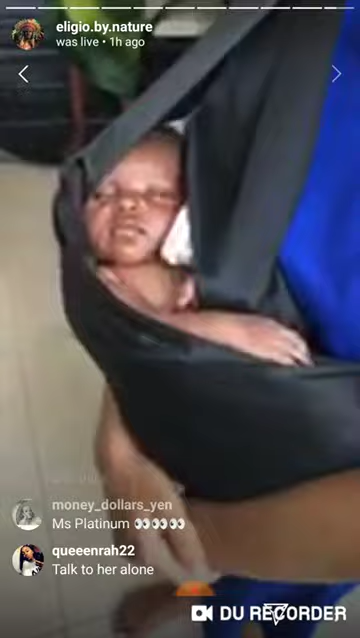 eligio.by.nature
was live • 1h ago
money_dollars_yen
Ms Platinum 👀👀👀
queeenrah22
Talk to her alone
DU RECORDER